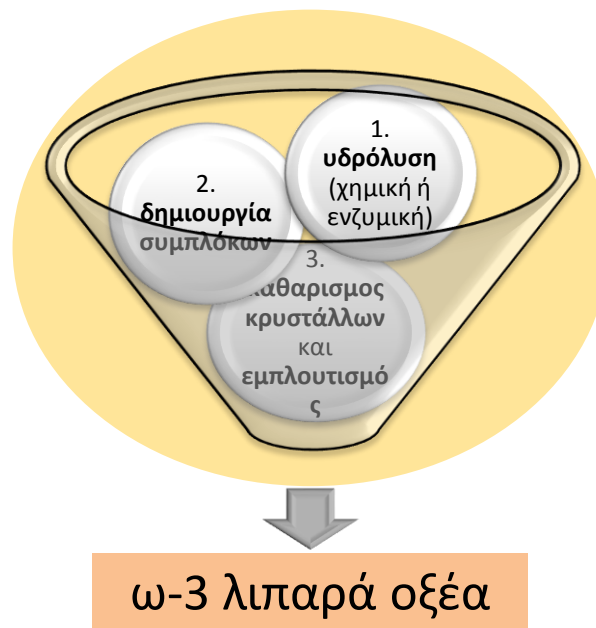 1.
υδρόλυση
(χημική ή
ενζυμική)
2.
δημιουργία
συμπλόκων
3.
καθαρισμος
κρυστάλλων
και
εμπλουτισμό
ς
ω-3 λιπαρά οξέα